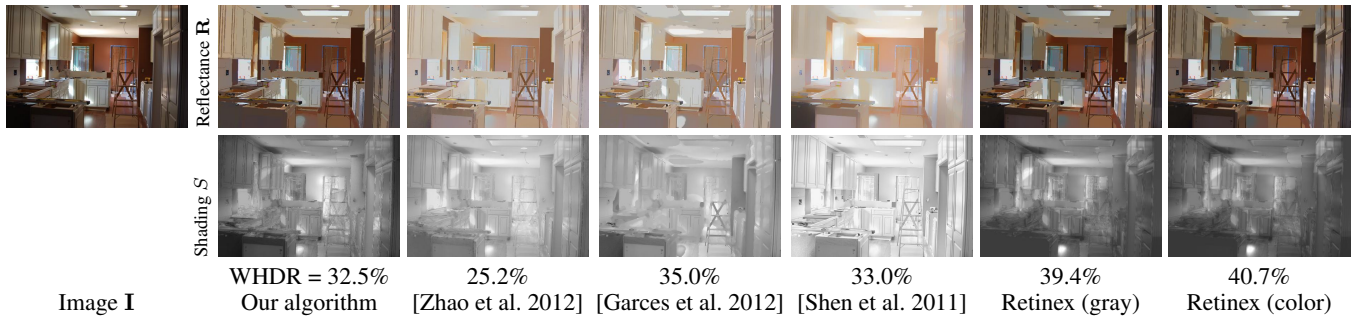 Reflectance R
Shading S
WHDR = 32.5% 25.2% 35.0% 33.0% 39.4% 40.7%
Image I Our algorithm [Zhao et al. 2012] [Garces et al. 2012] [Shen et al. 2011] Retinex (gray) Retinex (color)